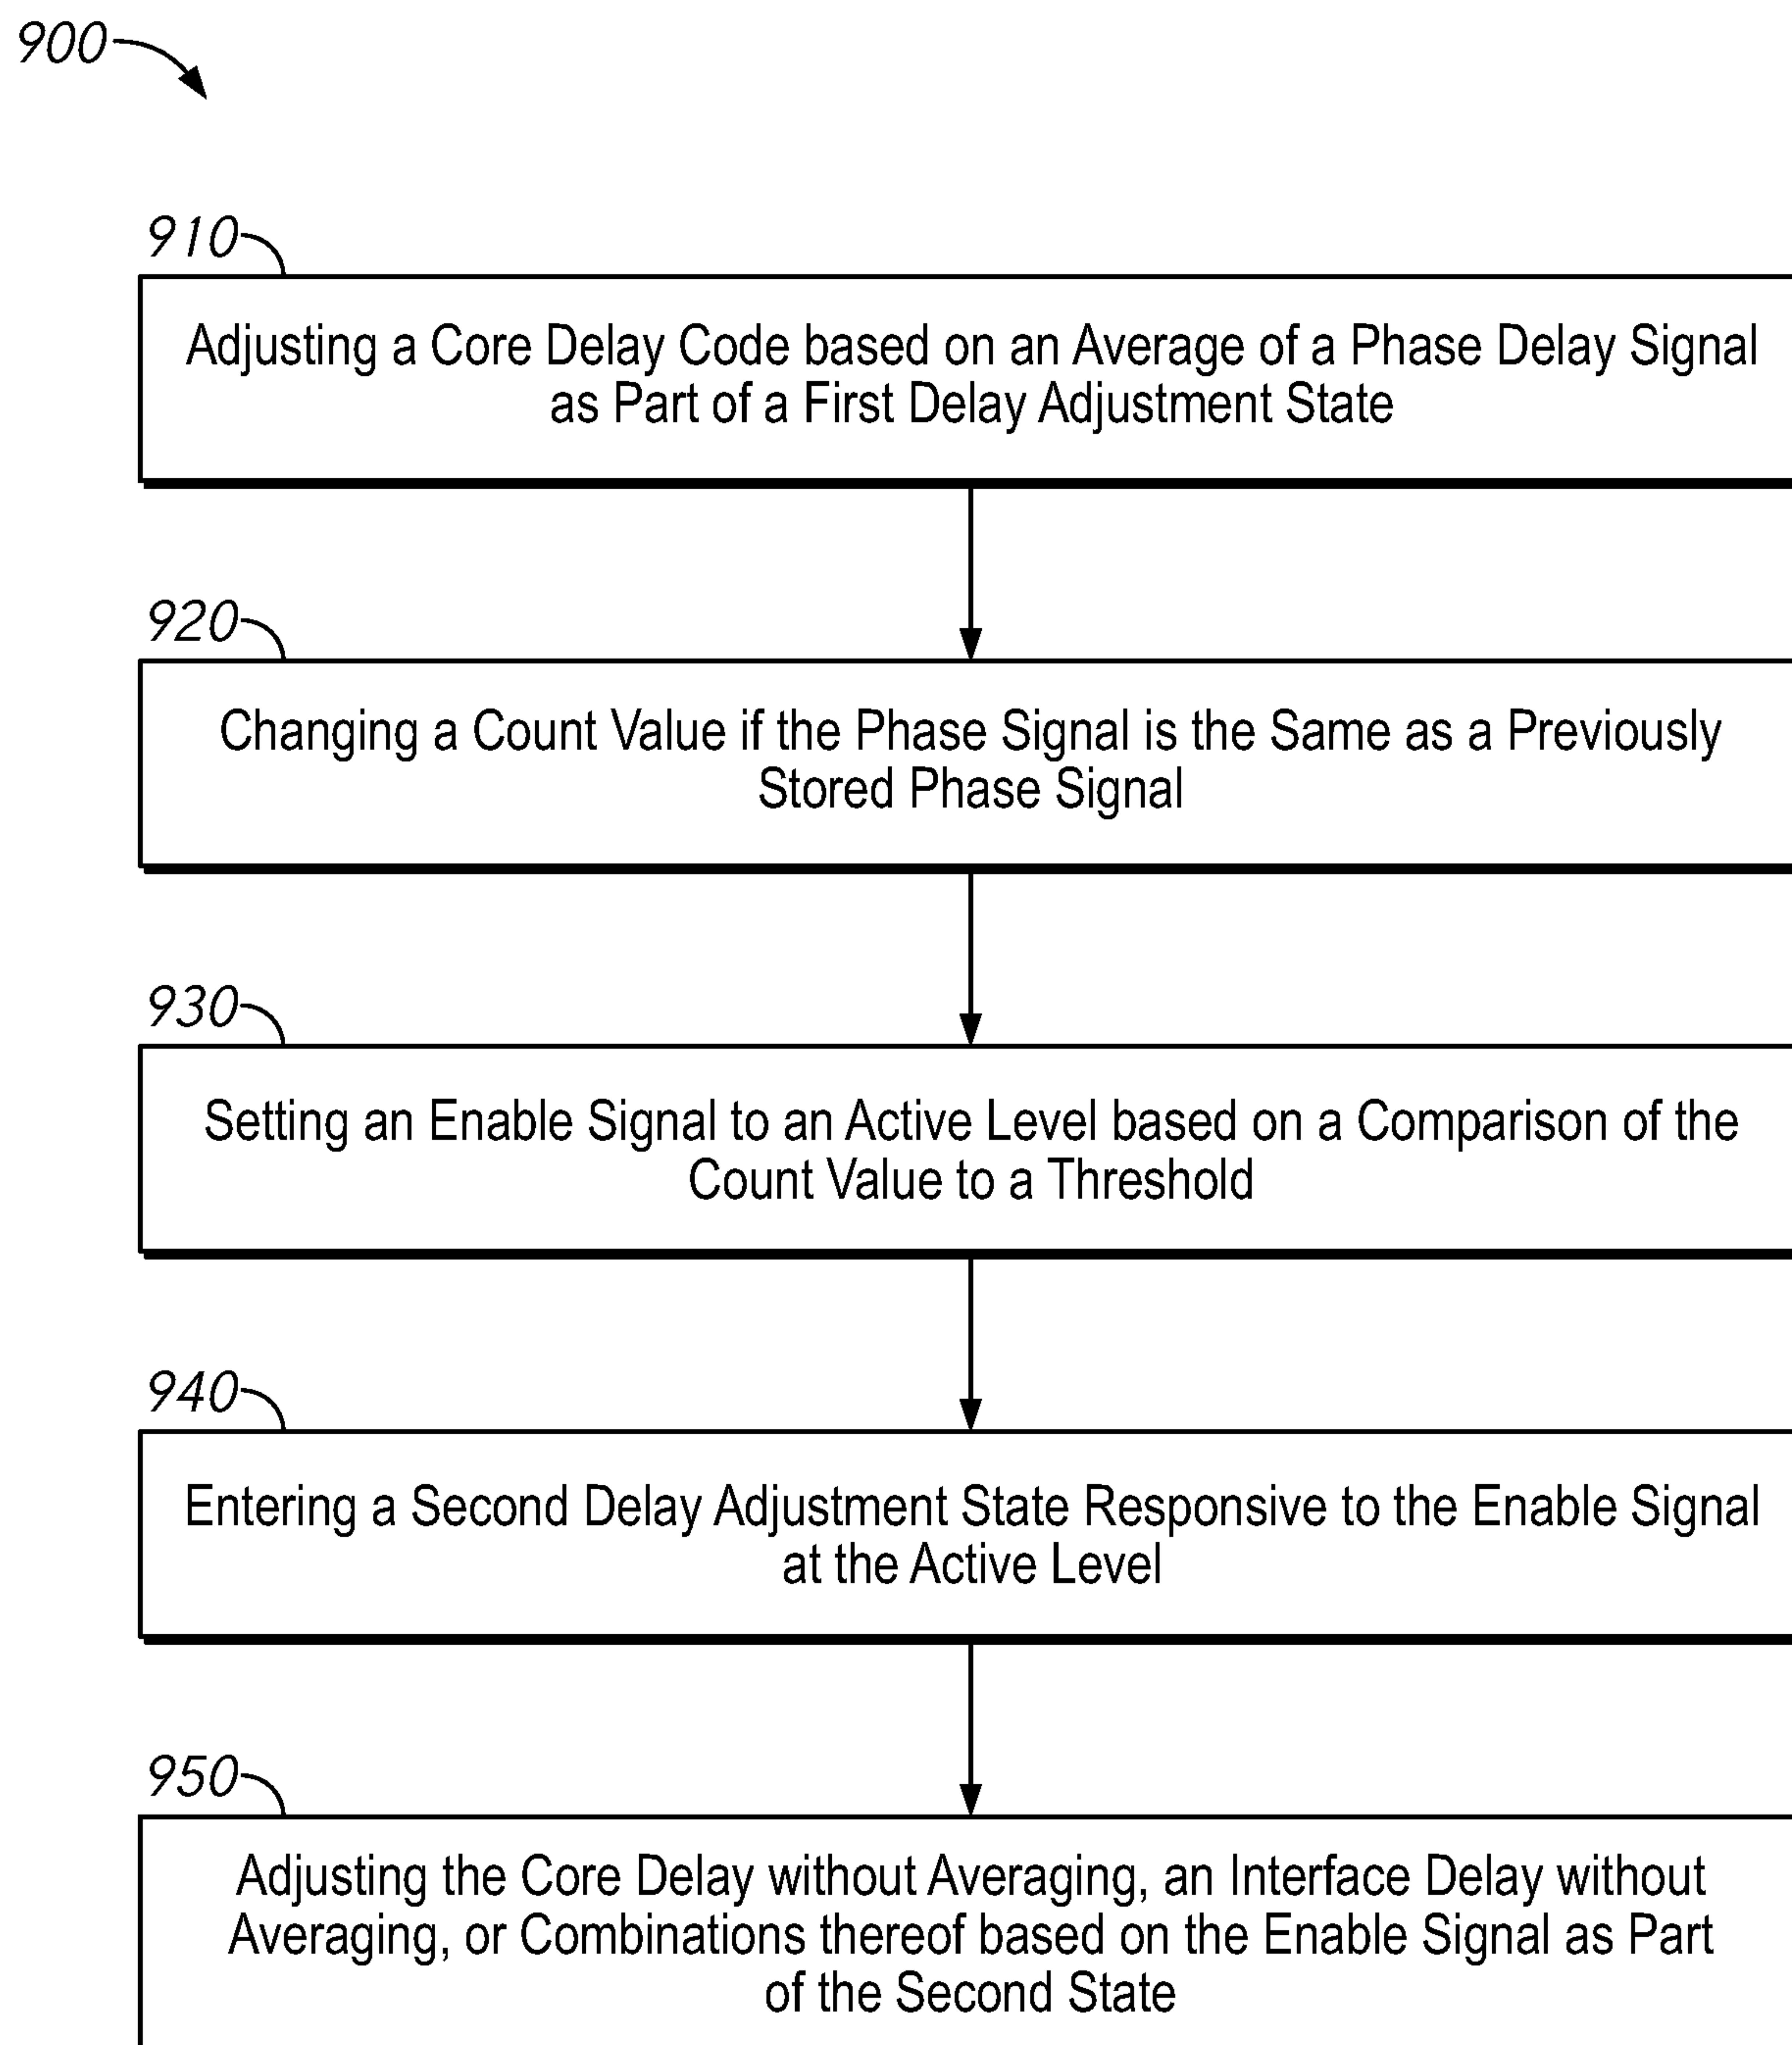 900
910
Adjusting a Core Delay Code based on an Average of a Phase Delay Signal
as Part of a First Delay Adjustment State
920
Changing a Count Value if the Phase Signal is the Same as a Previously
Stored Phase Signal
930
Setting an Enable Signal to an Active Level based on a Comparison of the
Count Value to a Threshold
940
Entering a Second Delay Adjustment State Responsive to the Enable Signal
at the Active Level
950
Adjusting the Core Delay without Averaging, an Interface Delay without
Averaging, or Combinations thereof based on the Enable Signal as Part
of the Second State